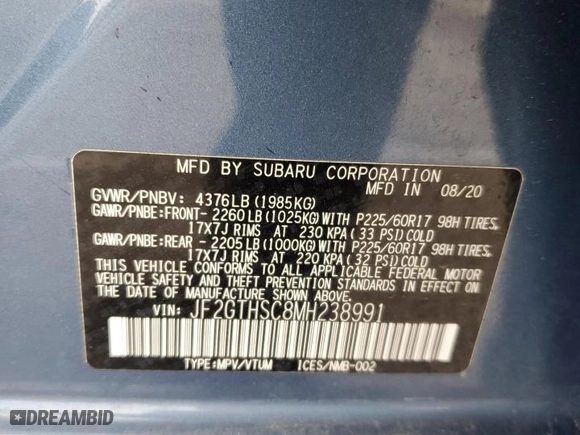 MFD BY SUBARU CORPORATION
MFD IN 08/20
GVWR/PNBV: 4376LB(1985KG)
GAWR/PNBE:FRONT- 2260LB(1025KG)WITH P225/60R17 98H TIRES,
17X7J RIMS AT 230 KPA(33 PSI)COLD
GAWR/PNBE:REAR - 2205LB(1000KG)WITH P225/60R17 98H TIRES,
17X7J RIMS AT 220 KPA(32 PSI)COLD
THIS VEHICLE CONFORMS TO ALL APPLICABLE FEDERAL MOTOR
VEHICLE SAFETY, BUMPER, AND THEFT PREVENTION STANDARDS
IN EFFECT ON THE DATE OF MANUFACTURE SHOWN ABOVE.
VIN: JF2GTHSC8MH238991
TYPE:MPV/VTUM ICES/NMB-002
DREAMBID